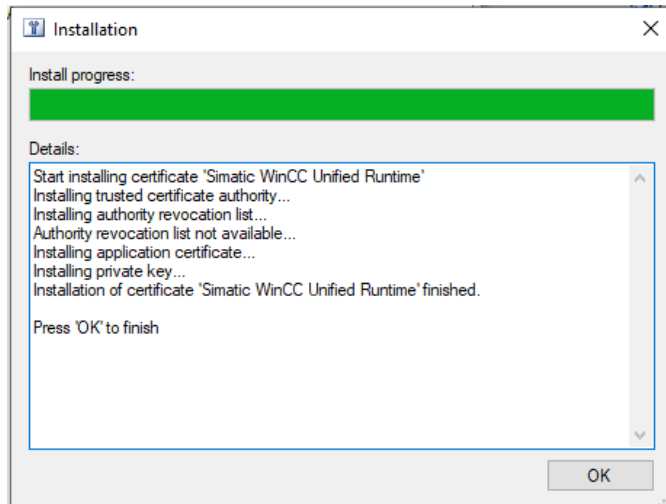 Installation
Install progress:
Details:
Start installing certificate 'Simatic WinCC Unified Runtime'
Installing trusted certificate authority...
Installing authority revocation list...
Authority revocation list not available...
Installing application certificate...
Installing private key...
Installation of certificate 'Simatic WinCC Unified Runtime' finished.
Press 'OK' to finish
OK